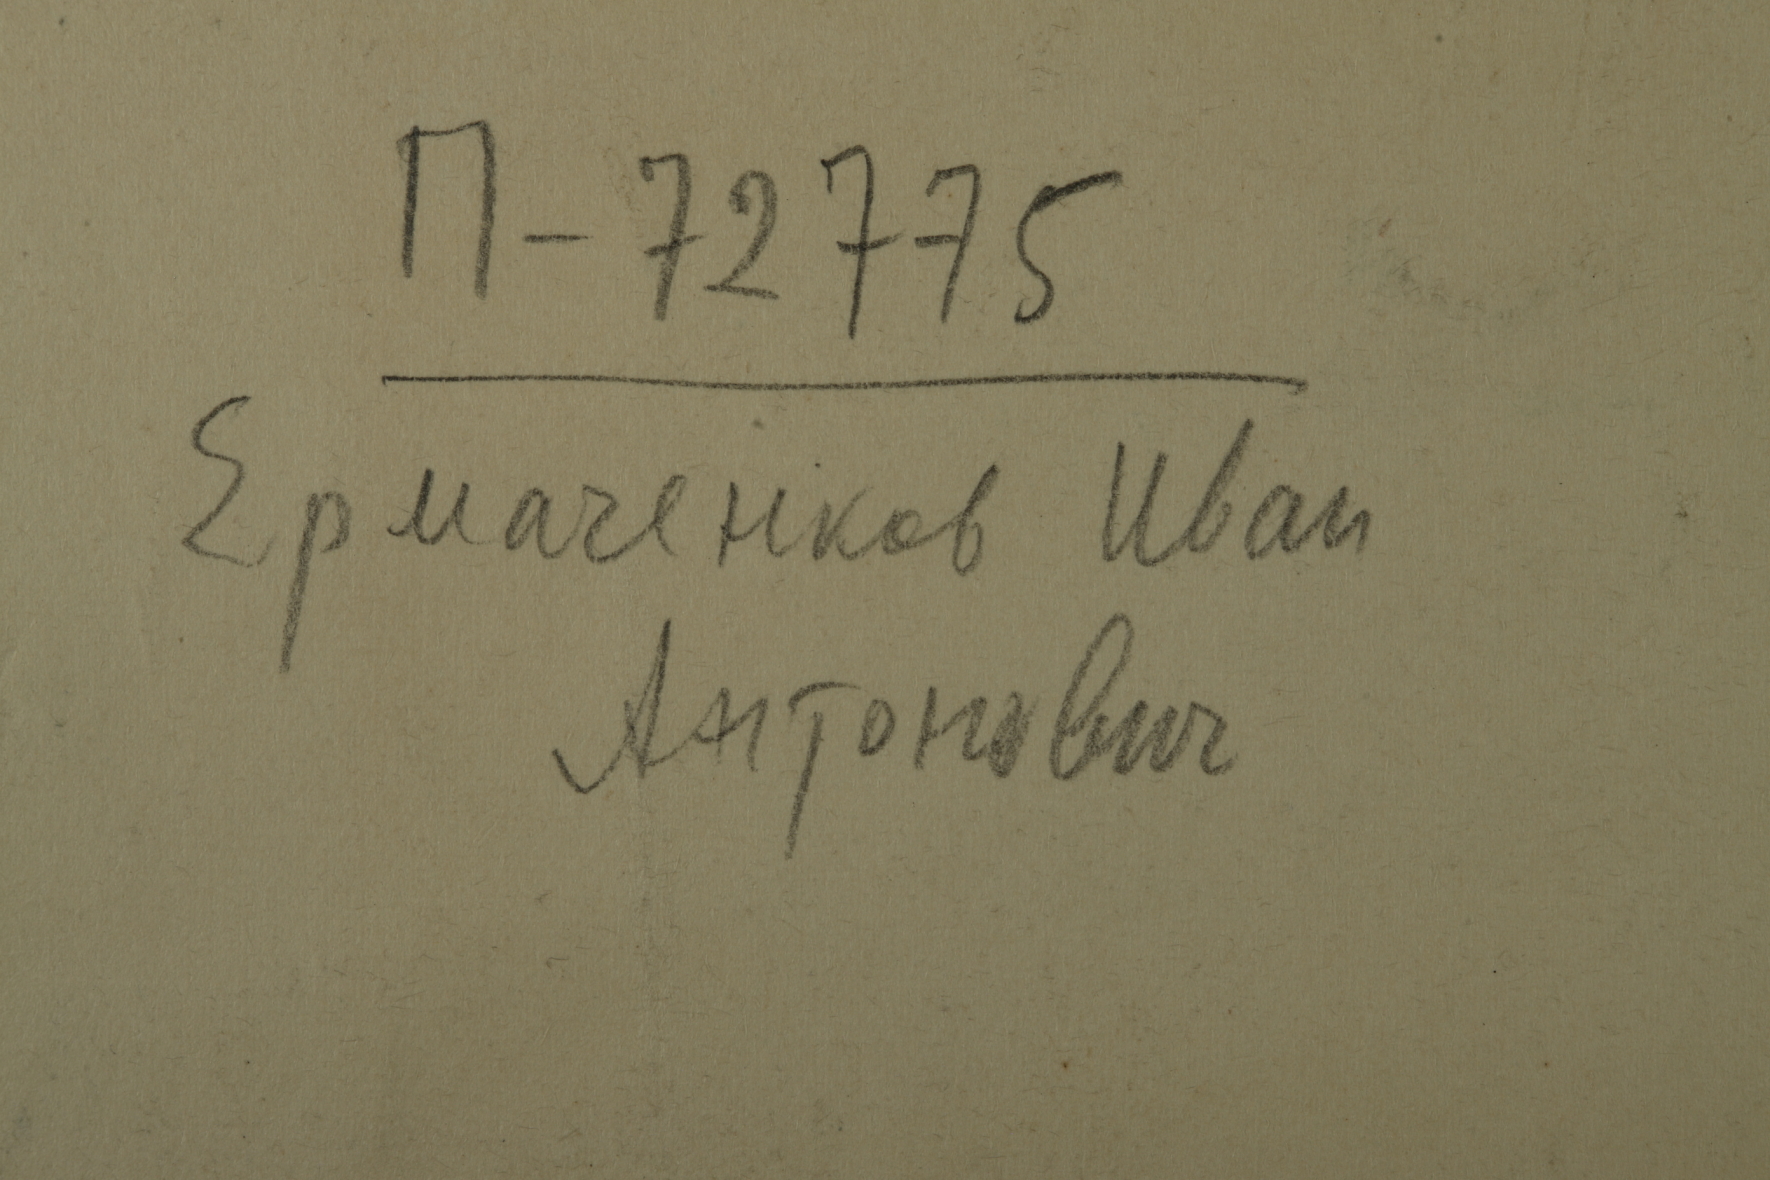 П-72775
Ермаченков Иван
Антонович